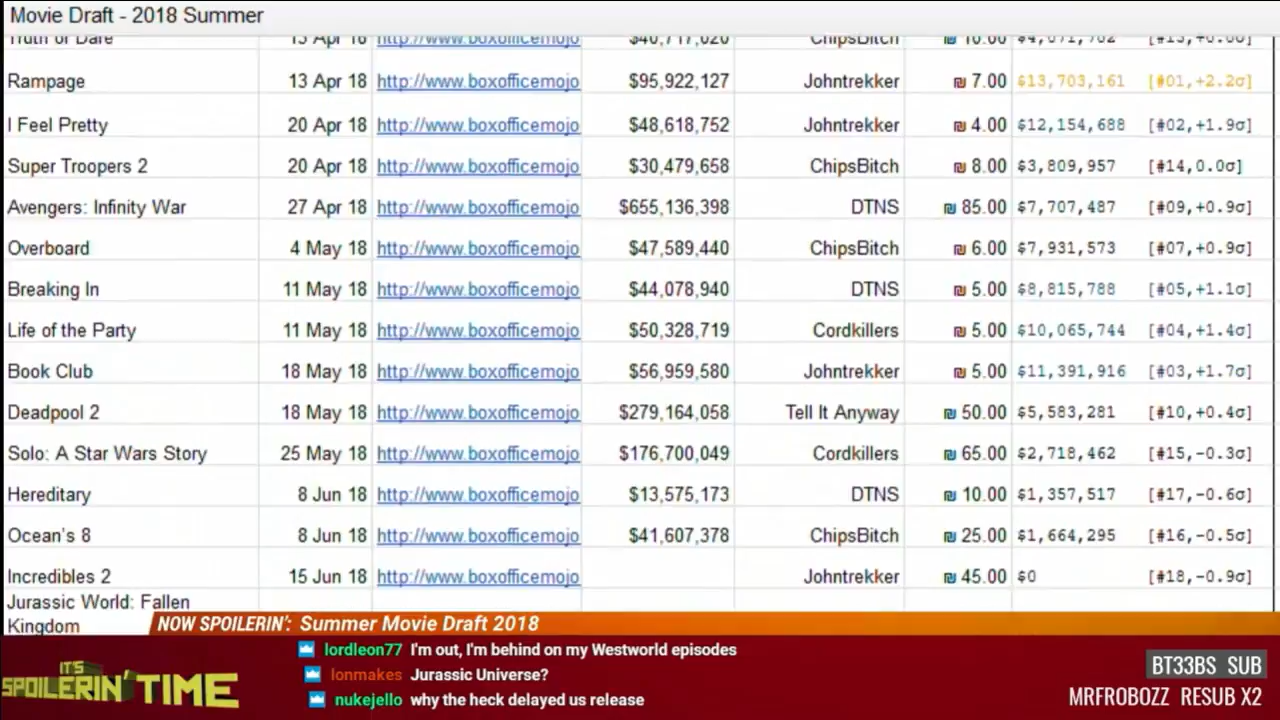 Movie Draft - 2018 Summer
Truth or Dare 13 Apr 18 http://www.boxofficemojo ChipsBitch ₪ 10.00
Rampage 13 Apr 18 http://www.boxofficemojo $95,922,127 Johntrekker ₪ 7.00 $13,703,161 [#01,+2.2σ]
I Feel Pretty 20 Apr 18 http://www.boxofficemojo $48,618,752 Johntrekker ₪ 4.00 $12,154,688 [#02,+1.9σ]
Super Troopers 2 20 Apr 18 http://www.boxofficemojo $30,479,658 ChipsBitch ₪ 8.00 $3,809,957 [#14,0.0σ]
Avengers: Infinity War 27 Apr 18 http://www.boxofficemojo $655,136,398 DTNS ₪ 85.00 $7,707,487 [#09,+0.9σ]
Overboard 4 May 18 http://www.boxofficemojo $47,589,440 ChipsBitch ₪ 6.00 $7,931,573 [#07,+0.9σ]
Breaking In 11 May 18 http://www.boxofficemojo $44,078,940 DTNS ₪ 5.00 $8,815,788 [#05,+1.1σ]
Life of the Party 11 May 18 http://www.boxofficemojo $50,328,719 Cordkillers ₪ 5.00 $10,065,744 [#04,+1.4σ]
Book Club 18 May 18 http://www.boxofficemojo $56,959,580 Johntrekker ₪ 5.00 $11,391,916 [#03,+1.7σ]
Deadpool 2 18 May 18 http://www.boxofficemojo $279,164,058 Tell It Anyway ₪ 50.00 $5,583,281 [#10,+0.4σ]
Solo: A Star Wars Story 25 May 18 http://www.boxofficemojo $176,700,049 Cordkillers ₪ 65.00 $2,718,462 [#15,-0.3σ]
Hereditary 8 Jun 18 http://www.boxofficemojo $13,575,173 DTNS ₪ 10.00 $1,357,517 [#17,-0.6σ]
Ocean's 8 8 Jun 18 http://www.boxofficemojo $41,607,378 ChipsBitch ₪ 25.00 $1,664,295 [#16,-0.5σ]
Incredibles 2 15 Jun 18 http://www.boxofficemojo Johntrekker ₪ 45.00 $0 [#18,-0.9σ]
Jurassic World: Fallen
Kingdom
NOW SPOILERIN': Summer Movie Draft 2018
IT'S
SPOILERIN' TIME
lordleon77 I'm out, I'm behind on my Westworld episodes
lonmakes Jurassic Universe?
nukejello why the heck delayed us release
BT33BS SUB
MRFROBOZZ RESUB X2